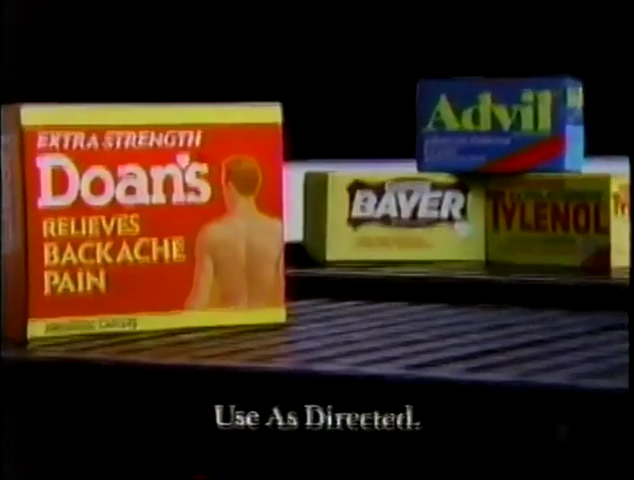 EXTRA STRENGTH
Doan's
RELIEVES
BACKACHE
PAIN
Advil
BAYER
TYLENOL
Use As Directed.